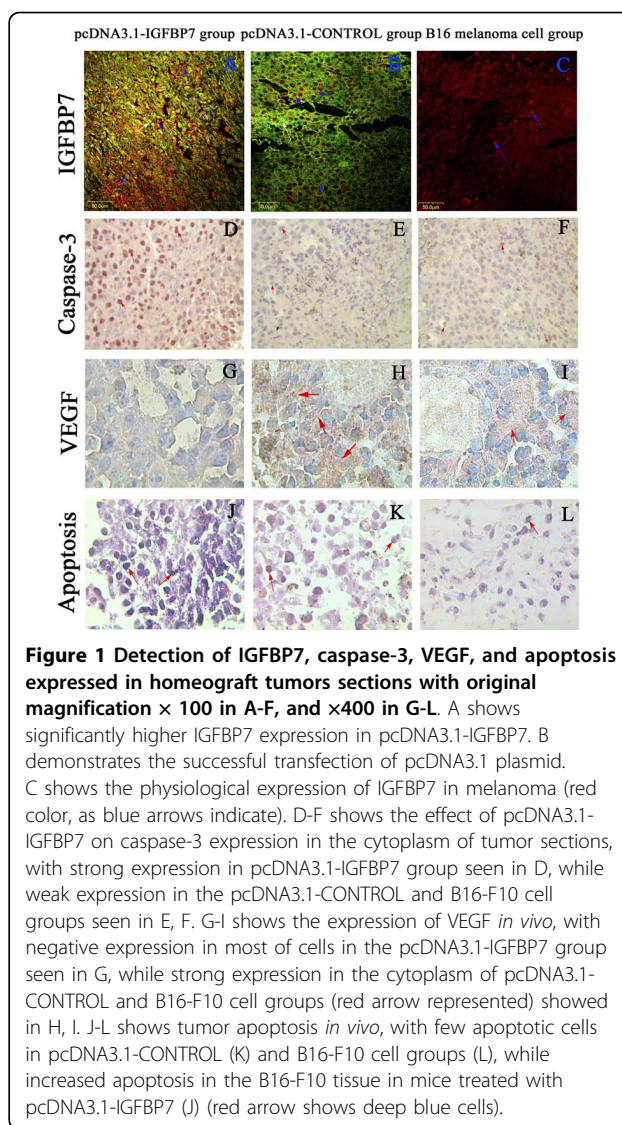 pcDNA3.1-IGFBP7 group pcDNA3.1-CONTROL group B16 melanoma cell group
IGFBP7
A
B
C
50.0µm
50.0µm
50.0µm
Caspase-3
D
E
F
VEGF
G
H
I
Apoptosis
J
K
L
Figure 1 Detection of IGFBP7, caspase-3, VEGF, and apoptosis
expressed in homeograft tumors sections with original
magnification × 100 in A-F, and ×400 in G-L. A shows
significantly higher IGFBP7 expression in pcDNA3.1-IGFBP7. B
demonstrates the successful transfection of pcDNA3.1 plasmid.
C shows the physiological expression of IGFBP7 in melanoma (red
color, as blue arrows indicate). D-F shows the effect of pcDNA3.1-
IGFBP7 on caspase-3 expression in the cytoplasm of tumor sections,
with strong expression in pcDNA3.1-IGFBP7 group seen in D, while
weak expression in the pcDNA3.1-CONTROL and B16-F10 cell
groups seen in E, F. G-I shows the expression of VEGF in vivo, with
negative expression in most of cells in the pcDNA3.1-IGFBP7 group
seen in G, while strong expression in the cytoplasm of pcDNA3.1-
CONTROL and B16-F10 cell groups (red arrow represented) showed
in H, I. J-L shows tumor apoptosis in vivo, with few apoptotic cells
in pcDNA3.1-CONTROL (K) and B16-F10 cell groups (L), while
increased apoptosis in the B16-F10 tissue in mice treated with
pcDNA3.1-IGFBP7 (J) (red arrow shows deep blue cells).